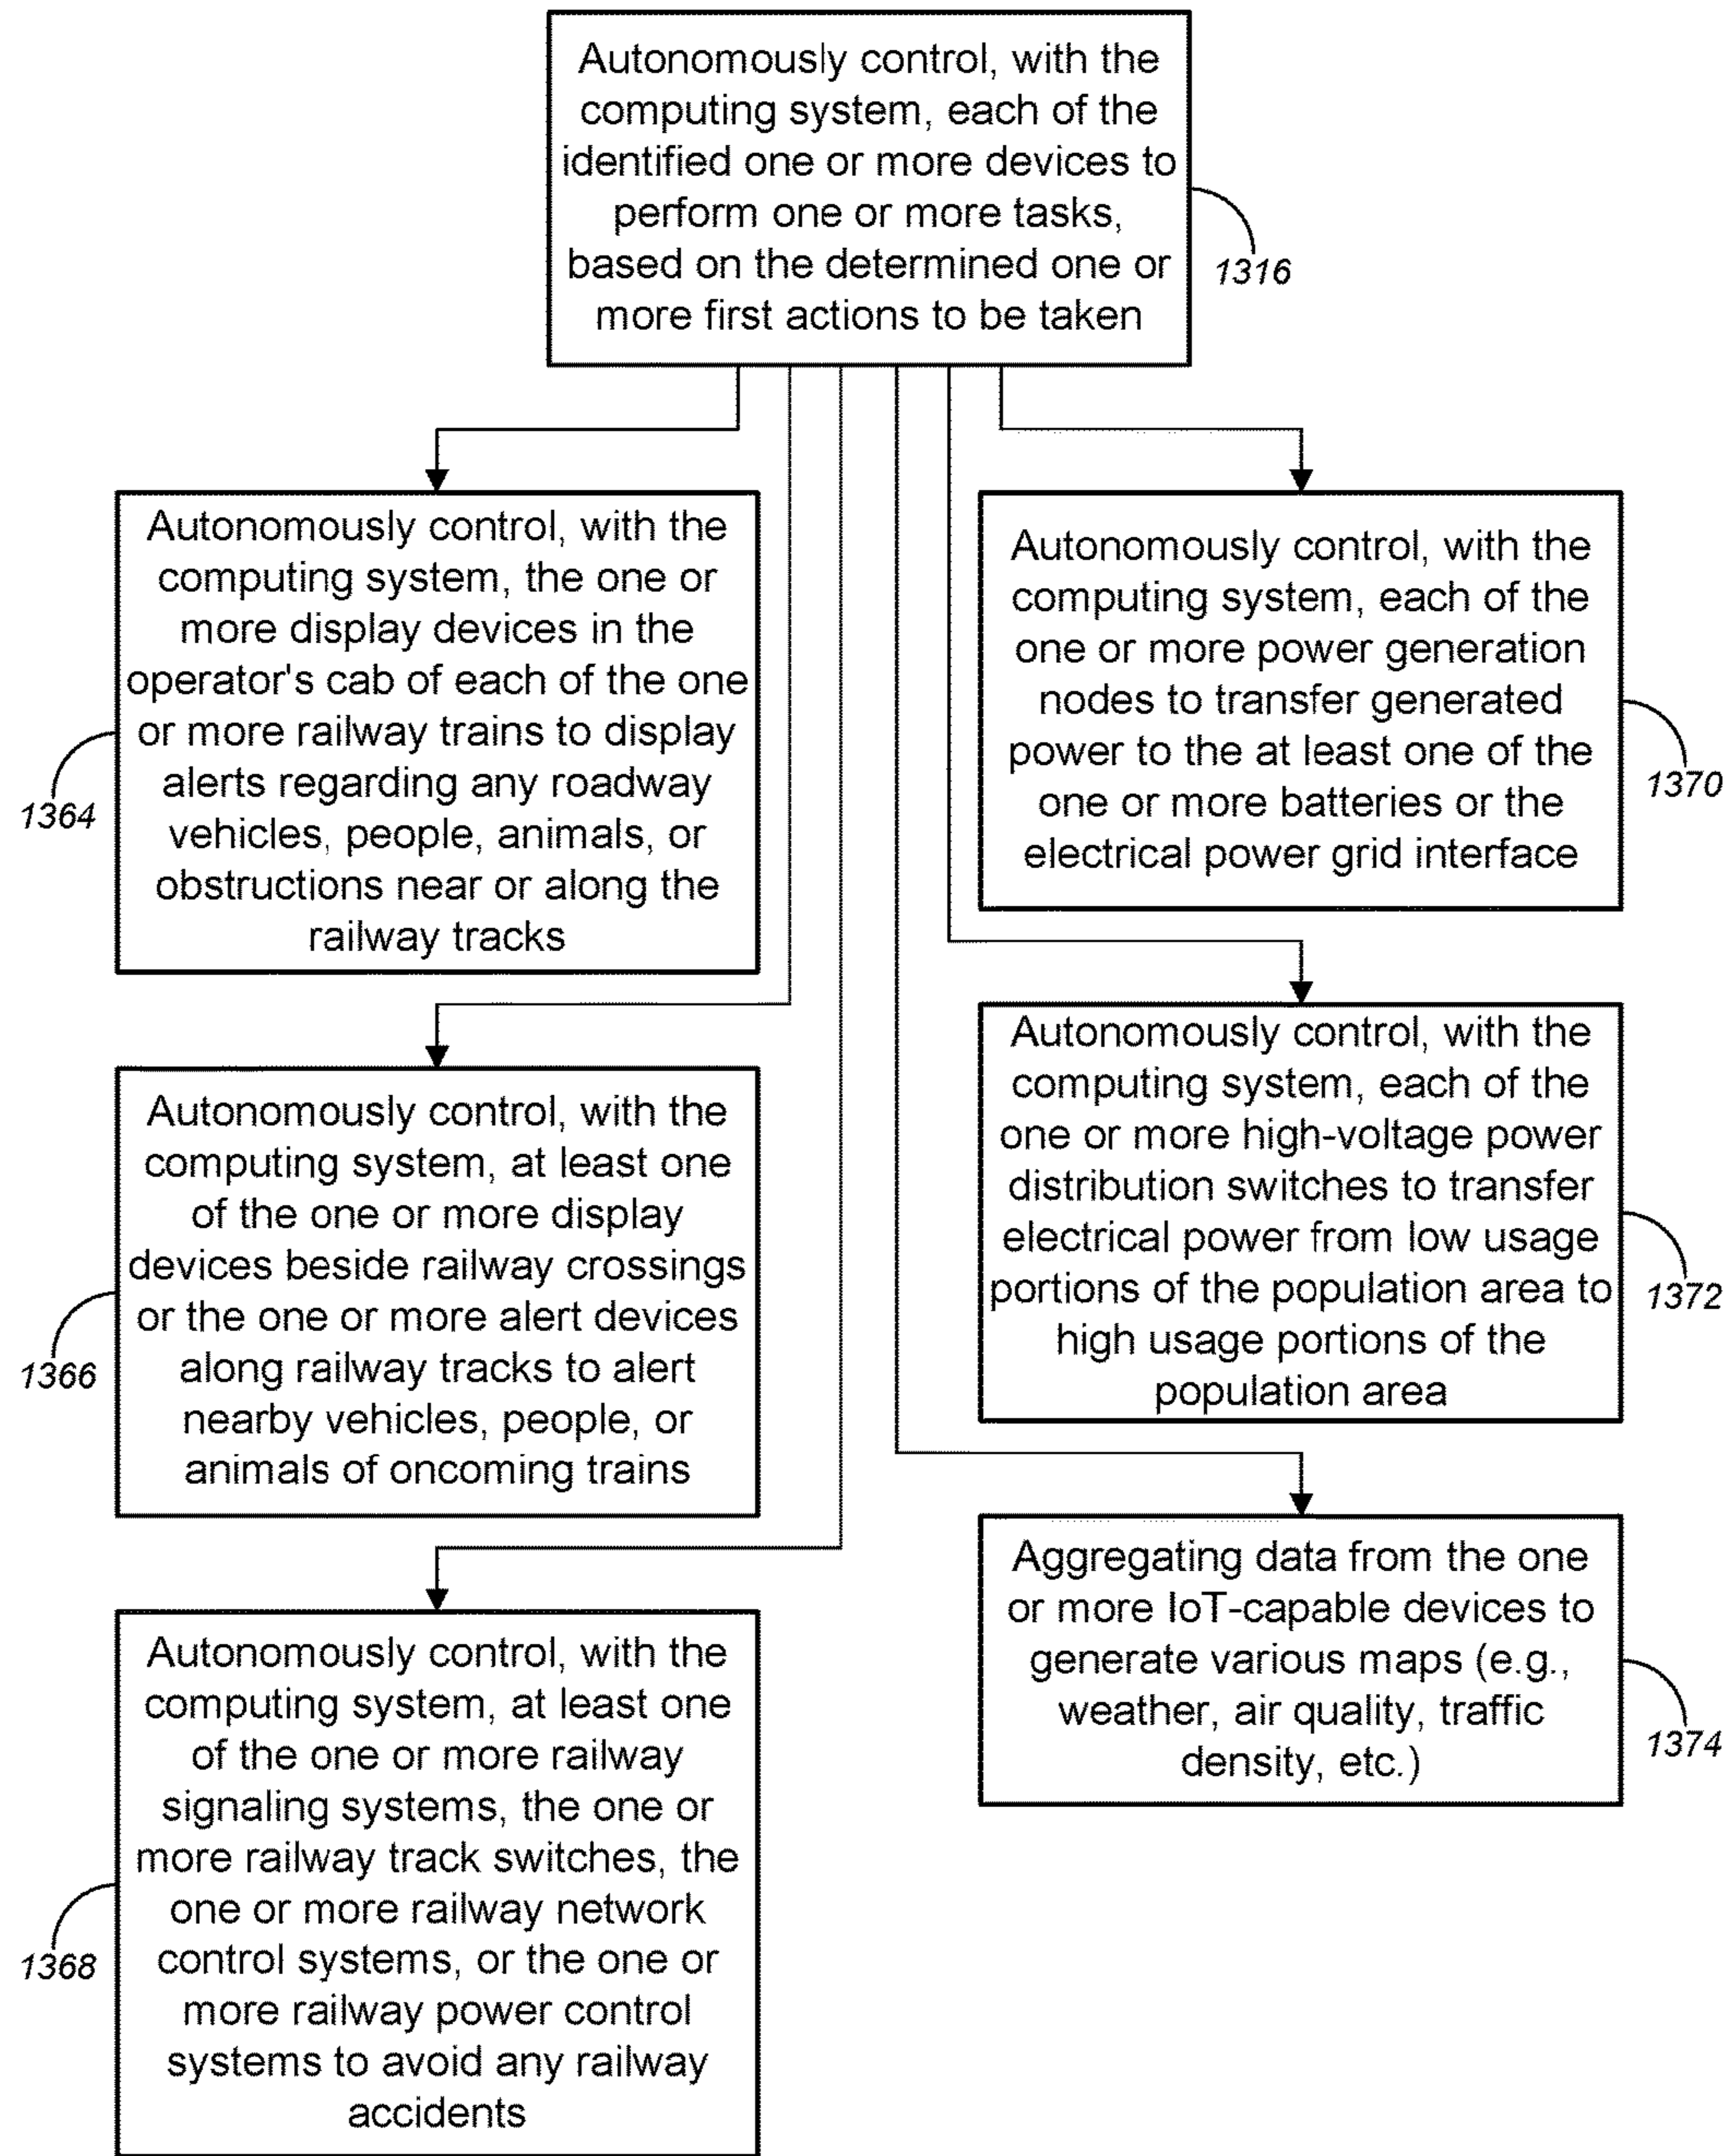 Autonomously control, with the
computing system, each of the
identified one or more devices to
perform one or more tasks,
based on the determined one or
more first actions to be taken
1316
Autonomously control, with the
computing system, the one or
more display devices in the
operator's cab of each of the one
or more railway trains to display
alerts regarding any roadway
vehicles, people, animals, or
obstructions near or along the
railway tracks
1364
Autonomously control, with the
computing system, at least one
of the one or more display
devices beside railway crossings
or the one or more alert devices
along railway tracks to alert
nearby vehicles, people, or
animals of oncoming trains
1366
Autonomously control, with the
computing system, at least one
of the one or more railway
signaling systems, the one or
more railway track switches, the
one or more railway network
control systems, or the one or
more railway power control
systems to avoid any railway
accidents
1368
Autonomously control, with the
computing system, each of the
one or more power generation
nodes to transfer generated
power to the at least one of the
one or more batteries or the
electrical power grid interface
1370
Autonomously control, with the
computing system, each of the
one or more high-voltage power
distribution switches to transfer
electrical power from low usage
portions of the population area to
high usage portions of the
population area
1372
Aggregating data from the one
or more IoT-capable devices to
generate various maps (e.g.,
weather, air quality, traffic
density, etc.)
1374